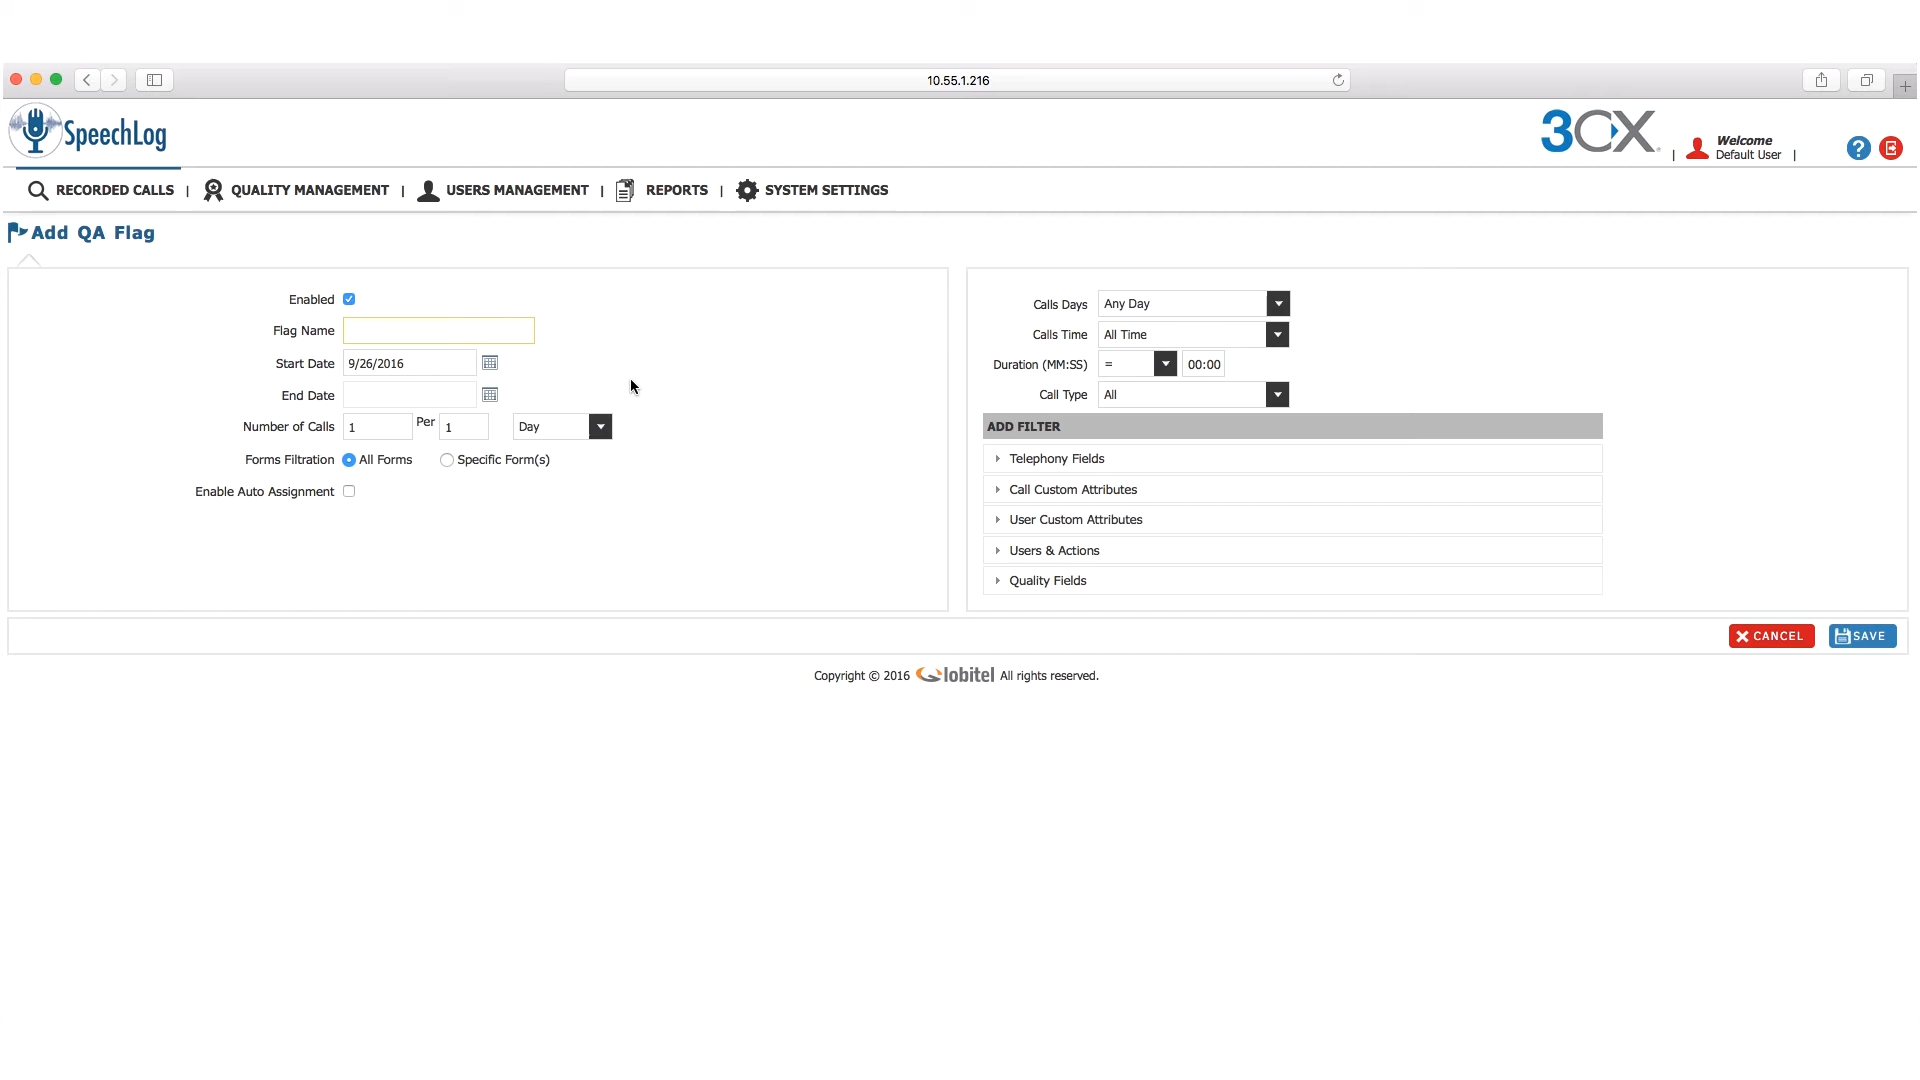 10.55.1.216
SpeechLog
3CX
Welcome
| Default User |
RECORDED CALLS | QUALITY MANAGEMENT | USERS MANAGEMENT | REPORTS | SYSTEM SETTINGS
Add QA Flag
Enabled
Flag Name
Start Date 9/26/2016
End Date
Number of Calls 1 Per 1 Day
Forms Filtration All Forms Specific Form(s)
Enable Auto Assignment
Calls Days Any Day
Calls Time All Time
Duration (MM:SS) = 00:00
Call Type All
ADD FILTER
Telephony Fields
Call Custom Attributes
User Custom Attributes
Users & Actions
Quality Fields
CANCEL SAVE
Copyright © 2016 Globitel All rights reserved.